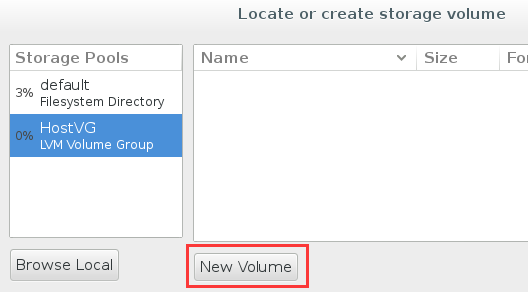 Locate or create storage volume
Storage Pools
Name Size Fo
3% default
Filesystem Directory
0% HostVG
LVM Volume Group
Browse Local
New Volume